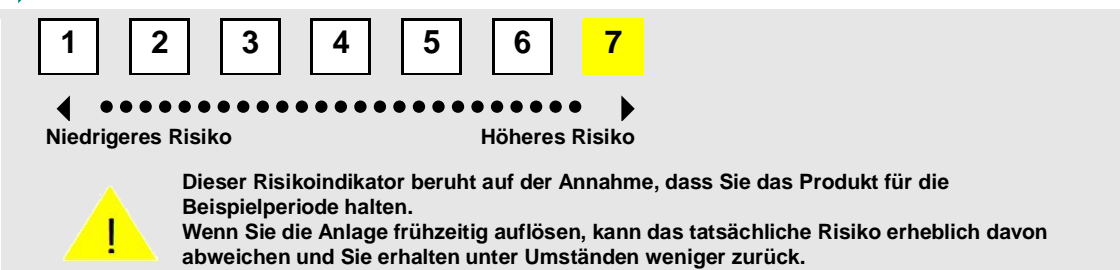 1 2 3 4 5 6 7
Niedrigeres Risiko Höheres Risiko
Dieser Risikoindikator beruht auf der Annahme, dass Sie das Produkt für die
Beispielperiode halten.
! Wenn Sie die Anlage frühzeitig auflösen, kann das tatsächliche Risiko erheblich davon
abweichen und Sie erhalten unter Umständen weniger zurück.